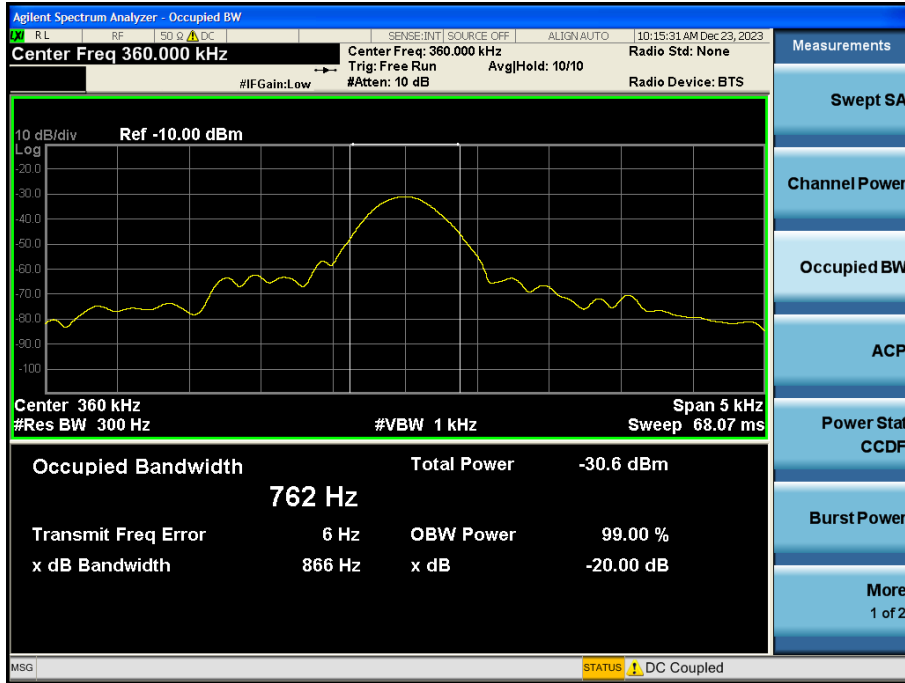 Agilent Spectrum Analyzer - Occupied BW
LXI RL RF 50 Ω DC SENSE:INT SOURCE OFF ALIGN AUTO 10:15:31 AM Dec 23, 2023
Center Freq 360.000 kHz
Center Freq: 360.000 kHz Radio Std: None
Trig: Free Run Avg|Hold: 10/10
#IFGain:Low #Atten: 10 dB Radio Device: BTS
10 dB/div Ref -10.00 dBm
Log
-20.0
-30.0
-40.0
-50.0
-60.0
-70.0
-80.0
-90.0
-100
Center 360 kHz Span 5 kHz
#Res BW 300 Hz #VBW 1 kHz Sweep 68.07 ms
Occupied Bandwidth Total Power -30.6 dBm
762 Hz
Transmit Freq Error 6 Hz OBW Power 99.00 %
x dB Bandwidth 866 Hz x dB -20.00 dB
MSG STATUS DC Coupled
Measurements
Swept SA
Channel Power
Occupied BW
ACP
Power Stat
CCDF
Burst Power
More
1 of 2